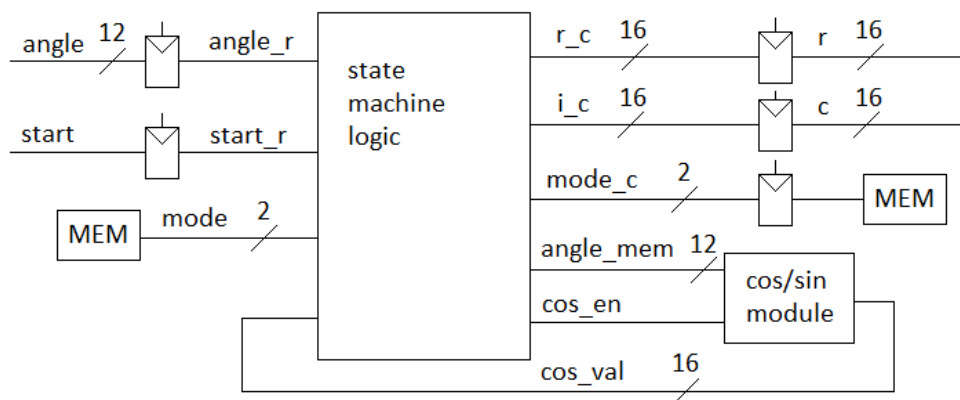 angle
12
angle_r
start
start_r
MEM
mode
2
state
machine
logic
r_c
16
r
16
i_c
16
c
16
mode_c
2
MEM
angle_mem
12
cos_en
cos/sin
module
cos_val
16